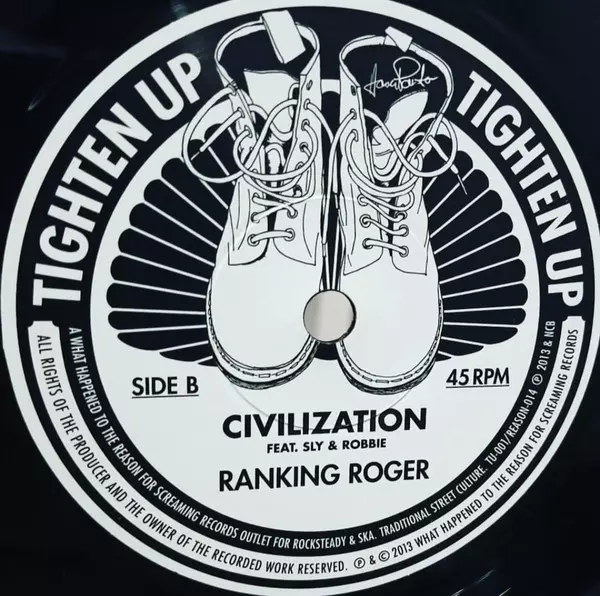 TIGHTEN UP
TIGHTEN UP
SIDE B
45 RPM
CIVILIZATION
FEAT. SLY & ROBBIE
RANKING ROGER
A WHAT HAPPENED TO THE REASON FOR SCREAMING RECORDS OUTLET FOR ROCKSTEADY & SKA. TRADITIONAL STREET CULTURE. TU-001/REASON-014 ℗ 2013 & NCB
ALL RIGHTS OF THE PRODUCER AND THE OWNER OF THE RECORDED WORK RESERVED. ℗ & © 2013 WHAT HAPPENED TO THE REASON FOR SCREAMING RECORDS